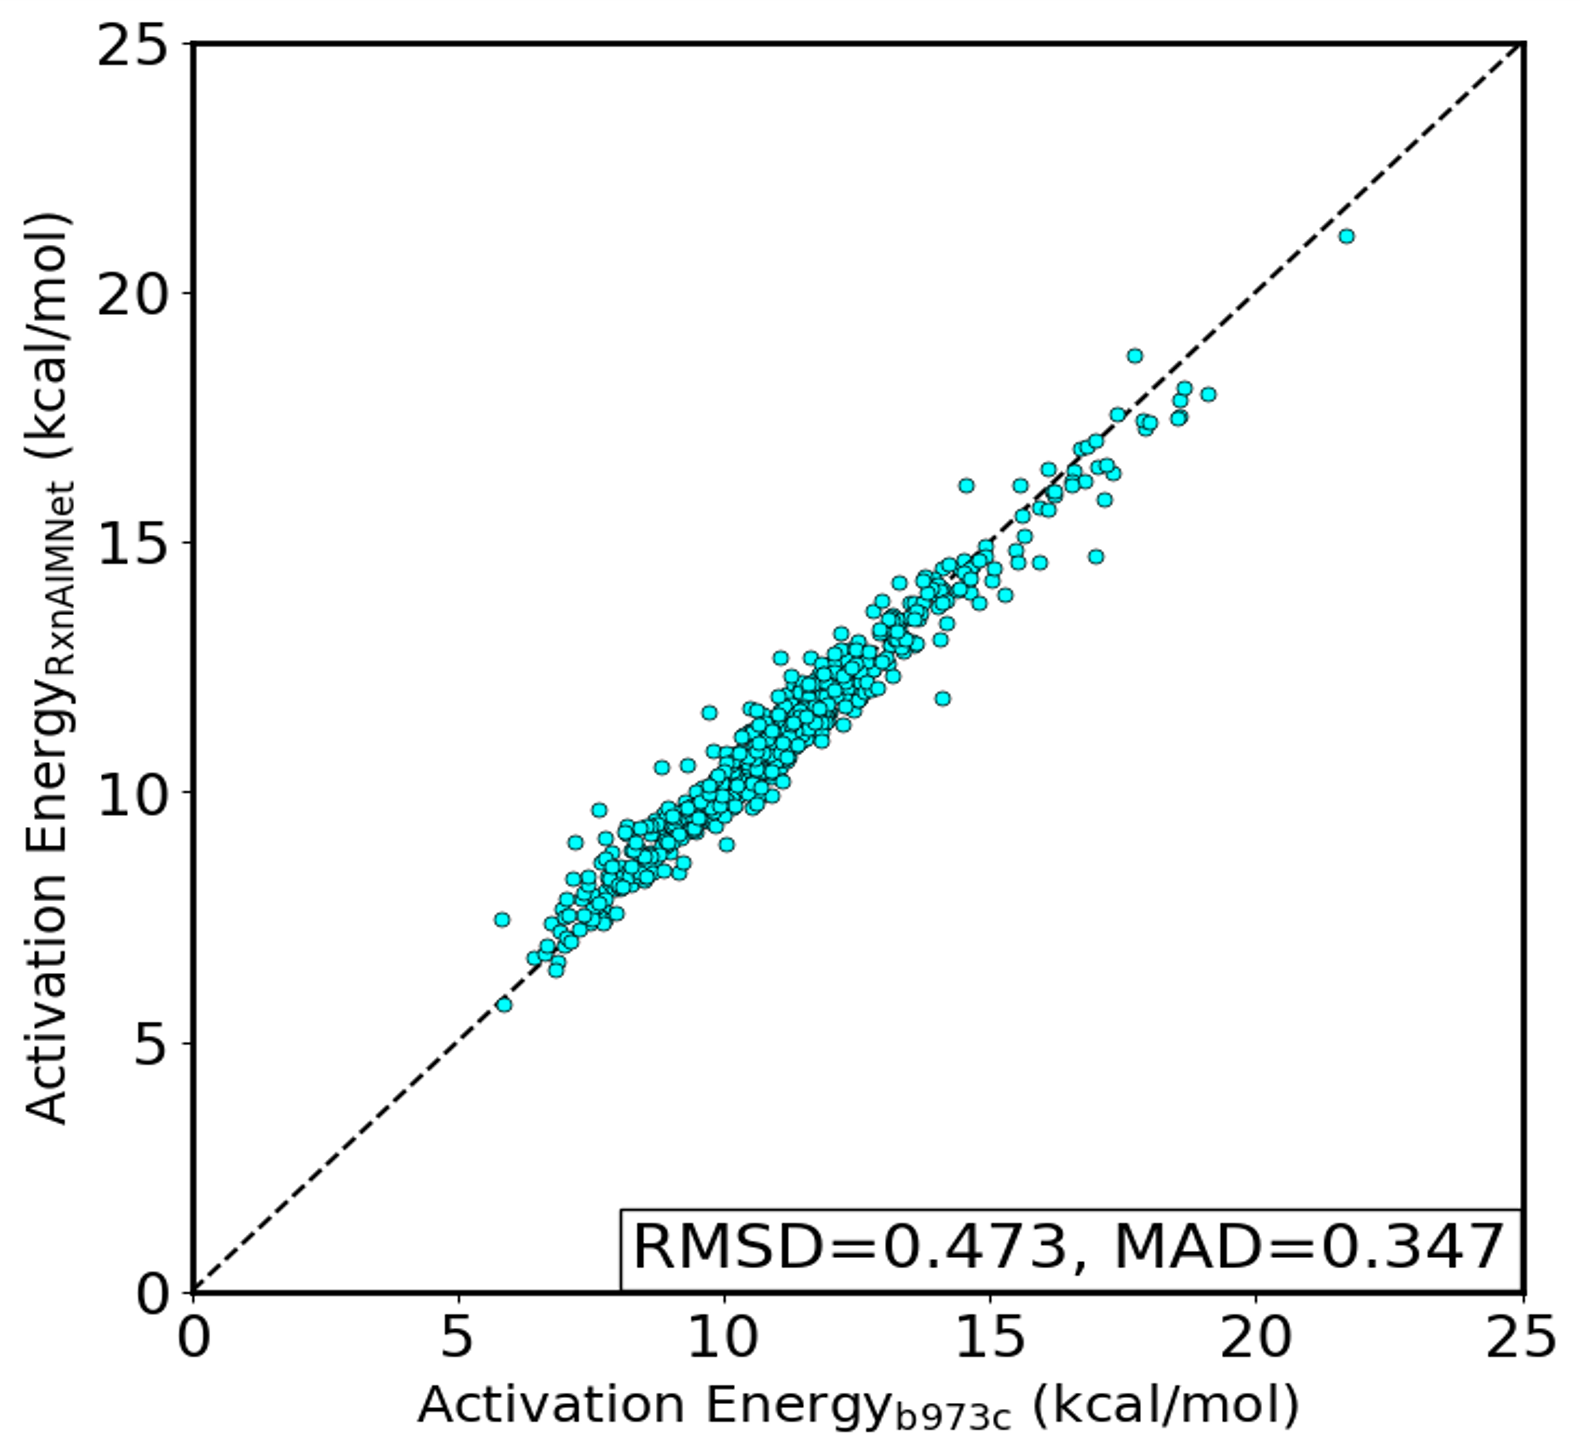 Activation Energy_RxnAIMNet (kcal/mol)
25
20
15
10
5
0
RMSD=0.473, MAD=0.347
0 5 10 15 20 25
Activation Energy_b973c (kcal/mol)